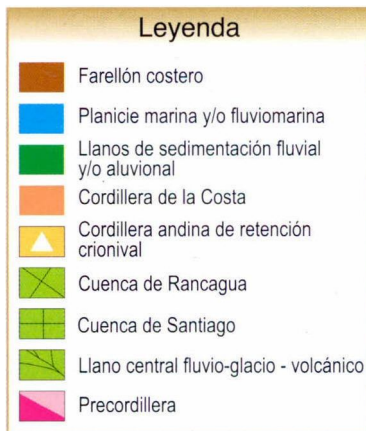 Leyenda
Farellón costero
Planicie marina y/o fluviomarina
Llanos de sedimentación fluvial
y/o aluvional
Cordillera de la Costa
Cordillera andina de retención
crionival
Cuenca de Rancagua
Cuenca de Santiago
Llano central fluvio-glacio - volcánico
Precordillera